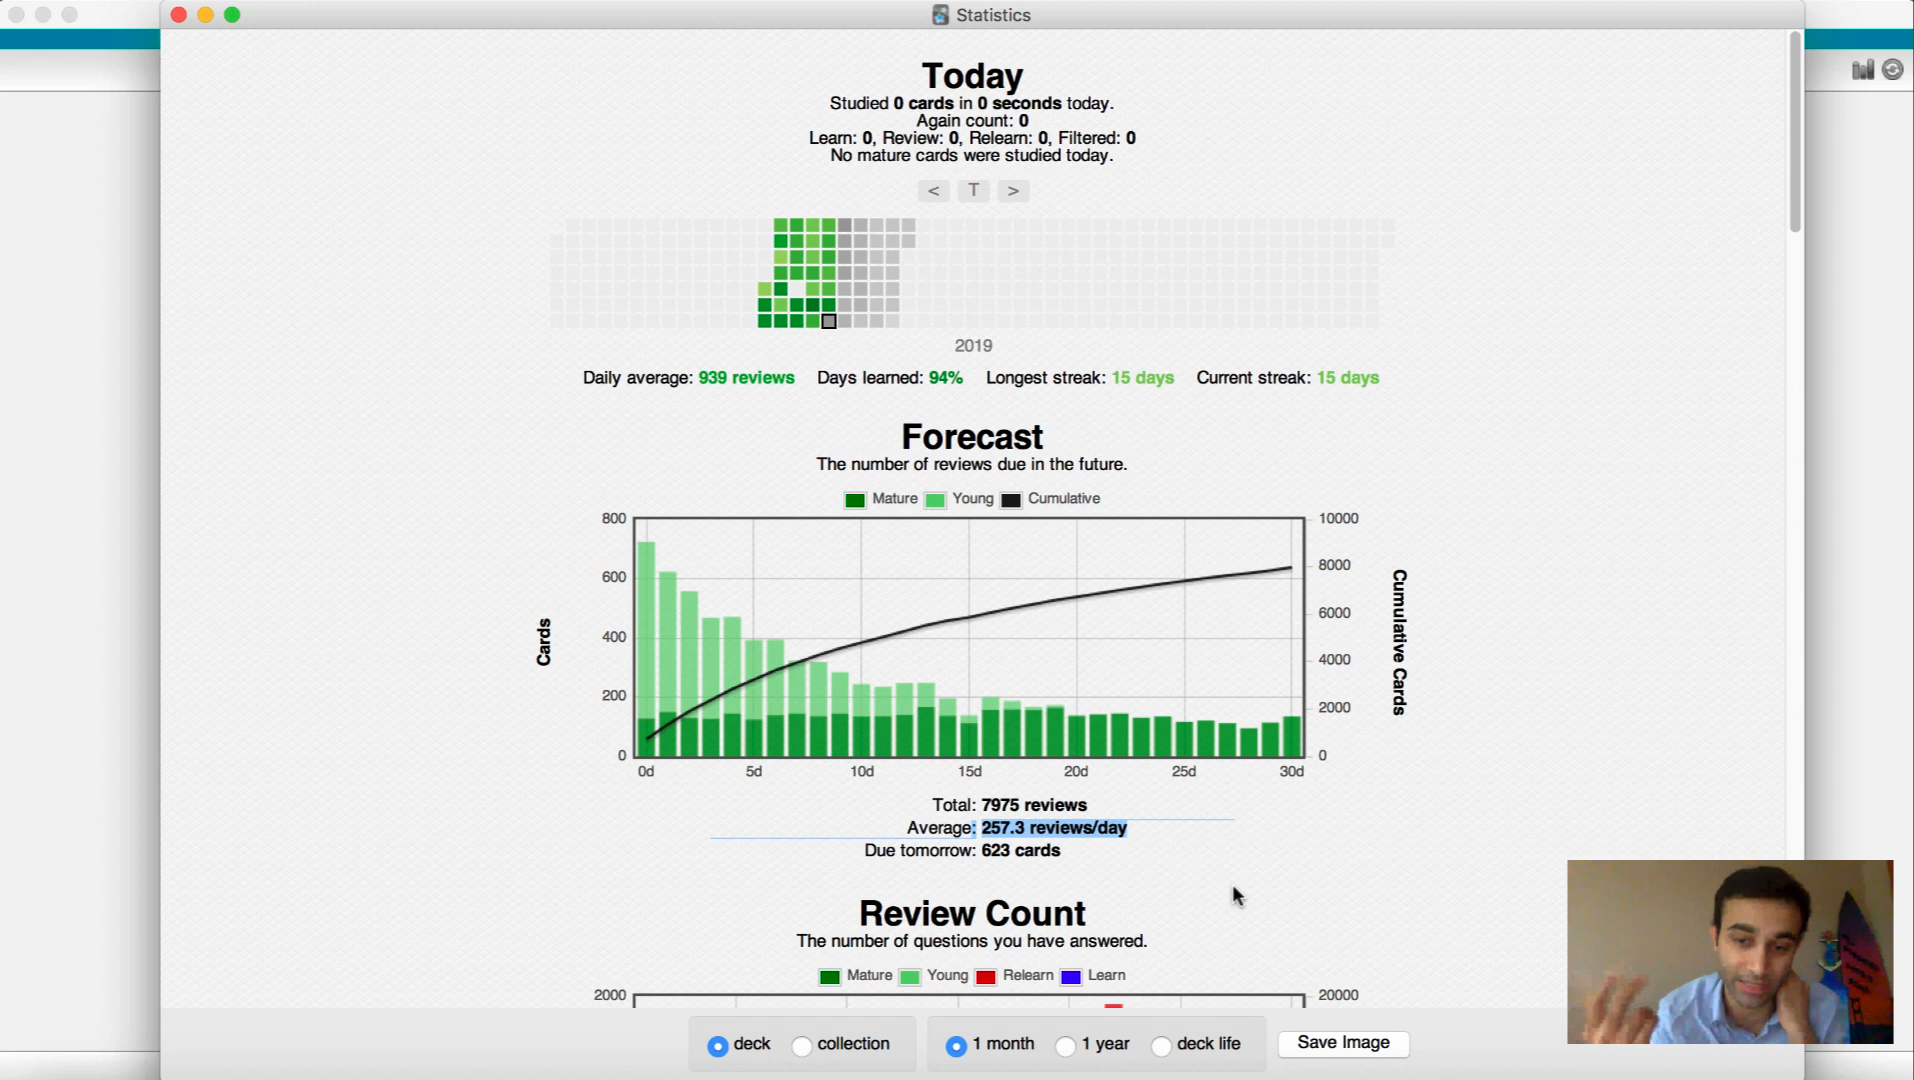 Statistics
Today
Studied 0 cards in 0 seconds today.
Again count: 0
Learn: 0, Review: 0, Relearn: 0, Filtered: 0
No mature cards were studied today.
< T >
2019
Daily average: 939 reviews Days learned: 94% Longest streak: 15 days Current streak: 15 days
Forecast
The number of reviews due in the future.
Mature Young Cumulative
800 10000
8000
600
6000
400
4000
200
2000
0 0
Cards
Cumulative Cards
0d 5d 10d 15d 20d 25d 30d
Total: 7975 reviews
Average: 257.3 reviews/day
Due tomorrow: 623 cards
Review Count
The number of questions you have answered.
Mature Young Relearn Learn
2000 20000
deck collection 1 month 1 year deck life Save Image